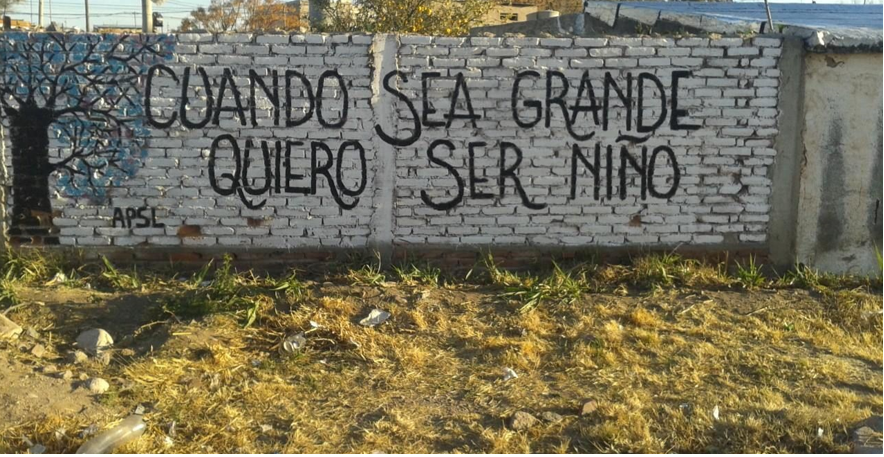 CUANDO SEA GRANDE
QUIERO SER NIÑO
APSL